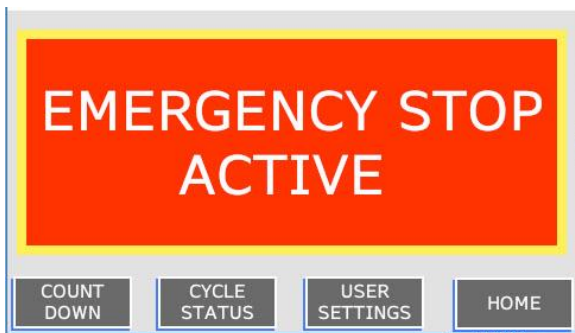 EMERGENCY STOP
ACTIVE
COUNT
DOWN
CYCLE
STATUS
USER
SETTINGS
HOME